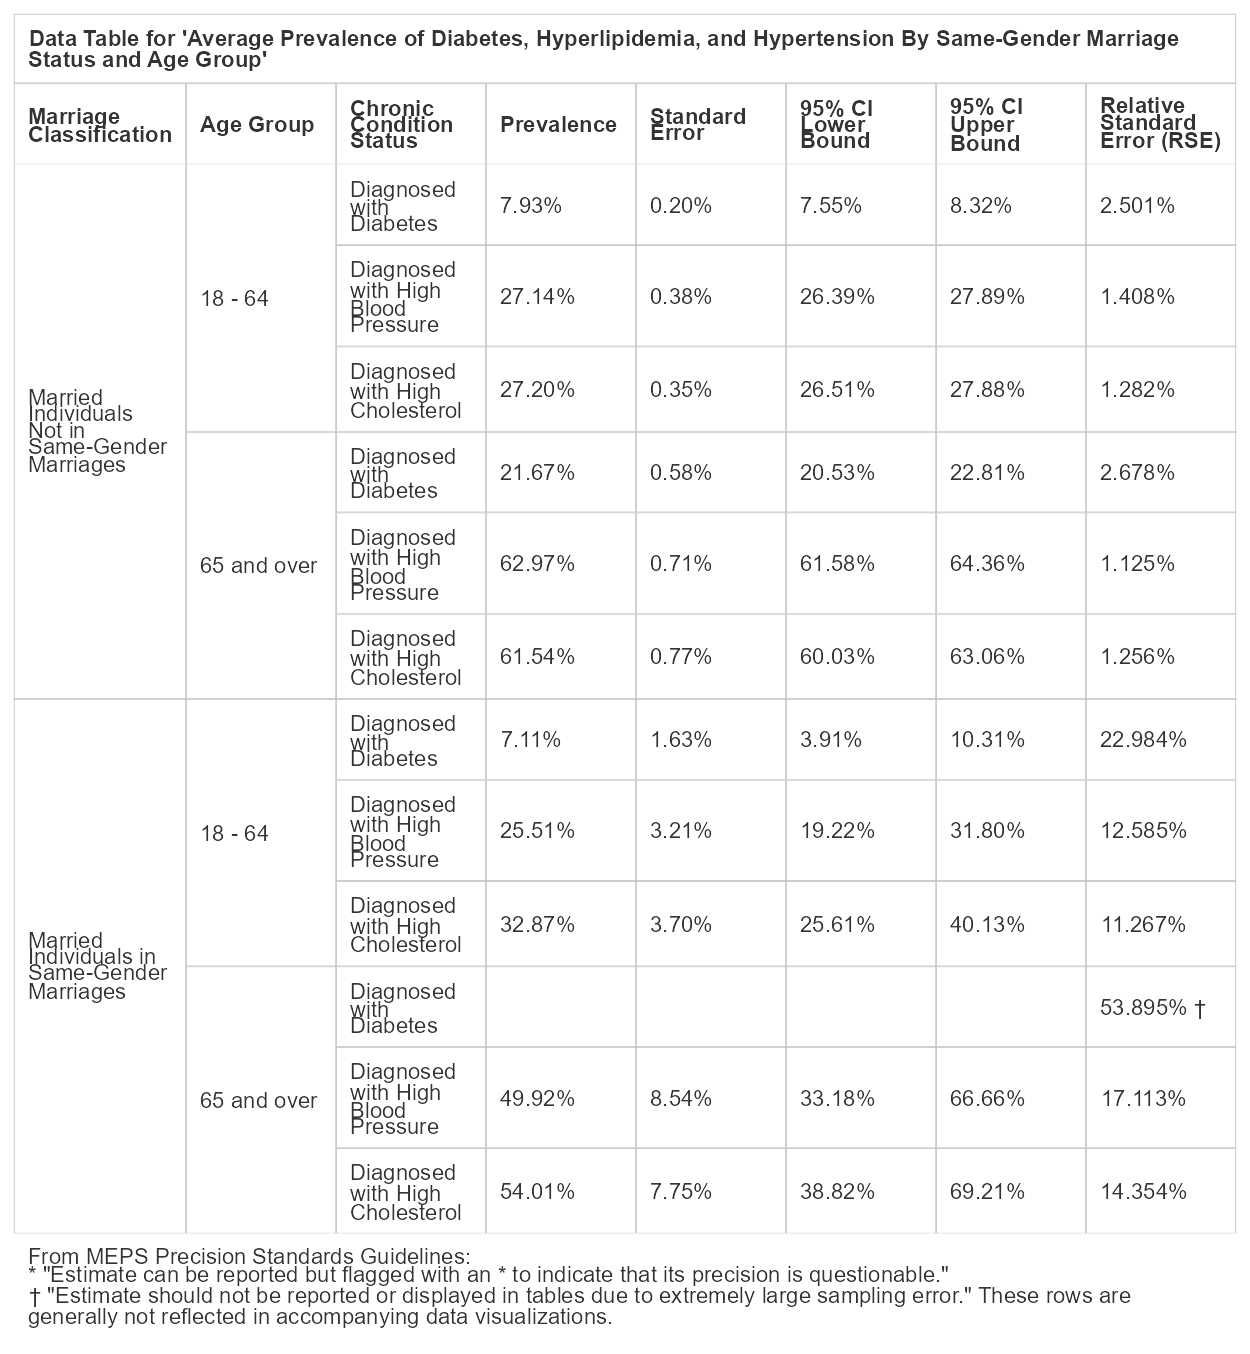 Data Table for 'Average Prevalence of Diabetes, Hyperlipidemia, and Hypertension By Same-Gender Marriage
Status and Age Group'
Marriage
Classification
Age Group
Chronic
Condition
Status
Prevalence
Standard
Error
95% CI
Lower
Bound
95% CI
Upper
Bound
Relative
Standard
Error (RSE)
Married
Individuals
Not in
Same-Gender
Marriages
18 - 64
Diagnosed
with
Diabetes
7.93%
0.20%
7.55%
8.32%
2.501%
Diagnosed
with High
Blood
Pressure
27.14%
0.38%
26.39%
27.89%
1.408%
Diagnosed
with High
Cholesterol
27.20%
0.35%
26.51%
27.88%
1.282%
65 and over
Diagnosed
with
Diabetes
21.67%
0.58%
20.53%
22.81%
2.678%
Diagnosed
with High
Blood
Pressure
62.97%
0.71%
61.58%
64.36%
1.125%
Diagnosed
with High
Cholesterol
61.54%
0.77%
60.03%
63.06%
1.256%
Married
Individuals in
Same-Gender
Marriages
18 - 64
Diagnosed
with
Diabetes
7.11%
1.63%
3.91%
10.31%
22.984%
Diagnosed
with High
Blood
Pressure
25.51%
3.21%
19.22%
31.80%
12.585%
Diagnosed
with High
Cholesterol
32.87%
3.70%
25.61%
40.13%
11.267%
65 and over
Diagnosed
with
Diabetes
53.895% †
Diagnosed
with High
Blood
Pressure
49.92%
8.54%
33.18%
66.66%
17.113%
Diagnosed
with High
Cholesterol
54.01%
7.75%
38.82%
69.21%
14.354%
From MEPS Precision Standards Guidelines:
* "Estimate can be reported but flagged with an * to indicate that its precision is questionable."
† "Estimate should not be reported or displayed in tables due to extremely large sampling error." These rows are
generally not reflected in accompanying data visualizations.